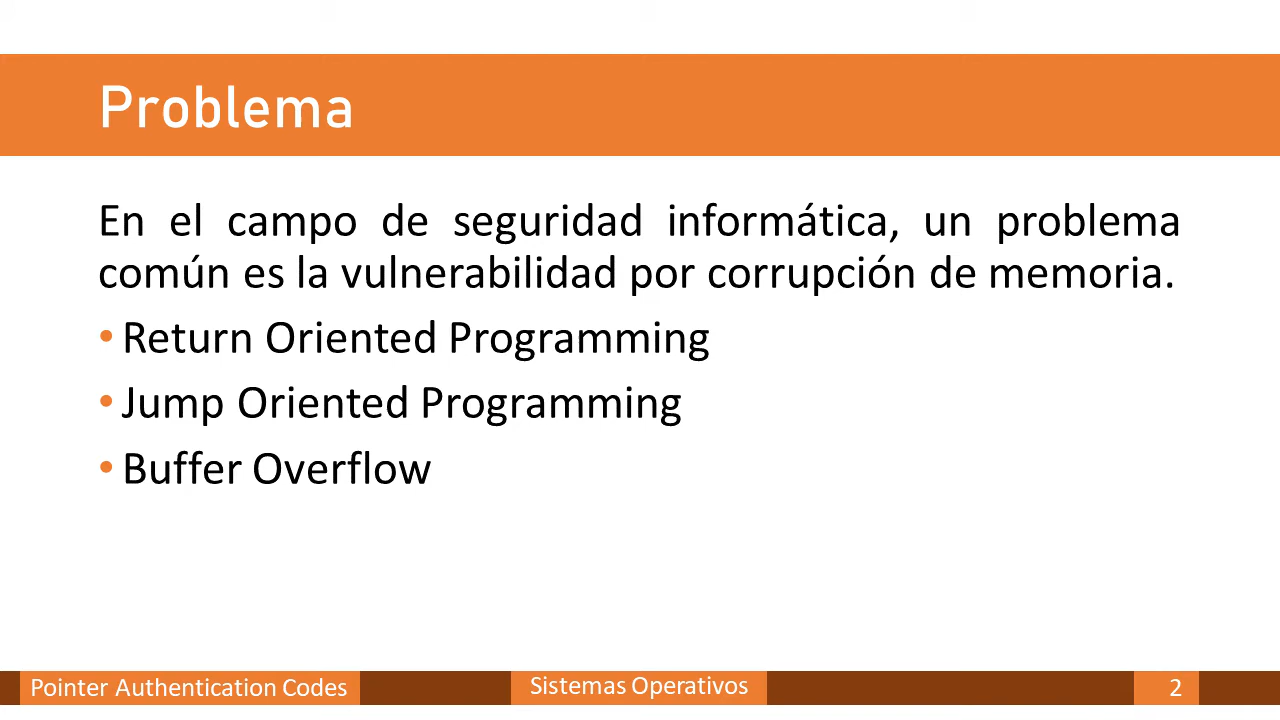 Problema
En el campo de seguridad informática, un problema
común es la vulnerabilidad por corrupción de memoria.
• Return Oriented Programming
• Jump Oriented Programming
• Buffer Overflow
Pointer Authentication Codes
Sistemas Operativos
2